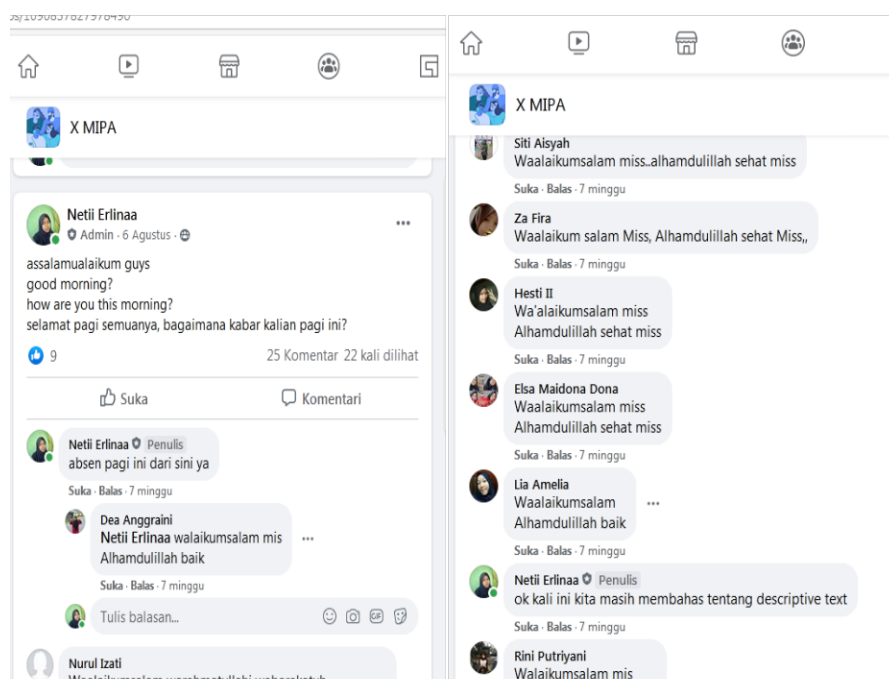 X MIPA
Netii Erlinaa
Admin · 6 Agustus ·
assalamualaikum guys
good morning?
how are you this morning?
selamat pagi semuanya, bagaimana kabar kalian pagi ini?
9
25 Komentar 22 kali dilihat
Suka
Komentari
Netii Erlinaa Penulis
absen pagi ini dari sini ya
Suka · Balas · 7 minggu
Dea Anggraini
Netii Erlinaa walaikumsalam mis
Alhamdulillah baik
Suka · Balas · 7 minggu
Tulis balasan...
GIF
Nurul Izati
X MIPA
Siti Aisyah
Waalaikumsalam miss..alhamdulillah sehat miss
Suka · Balas · 7 minggu
Za Fira
Waalaikum salam Miss, Alhamdulillah sehat Miss,,
Suka · Balas · 7 minggu
Hesti II
Wa'alaikumsalam miss
Alhamdulillah sehat miss
Suka · Balas · 7 minggu
Elsa Maidona Dona
Waalaikumsalam miss
Alhamdulillah sehat miss
Suka · Balas · 7 minggu
Lia Amelia
Waalaikumsalam
Alhamdulillah baik
Suka · Balas · 7 minggu
Netii Erlinaa Penulis
ok kali ini kita masih membahas tentang descriptive text
Suka · Balas · 7 minggu
Rini Putriyani
Walaikumsalam mis